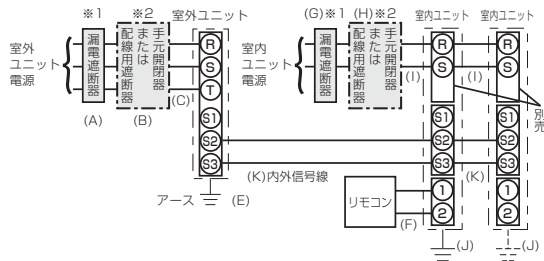 ※1
※2
室外ユニット
(G)※1
(H)※2
室内ユニット
室内ユニット
室外
ユニット
電源
漏電遮断器
手元開閉器
または
配線用遮断器
R
S
T
S1
S2
S3
室内
ユニット
電源
漏電遮断器
手元開閉器
または
配線用遮断器
R
S
R
S
(A)
(B)
(C)
(I)
(I)
別売
S1
S2
S3
S1
S2
S3
(K)内外信号線
(K)
アース
(E)
リモコン
(F)
1
2
1
2
(J)
(J)